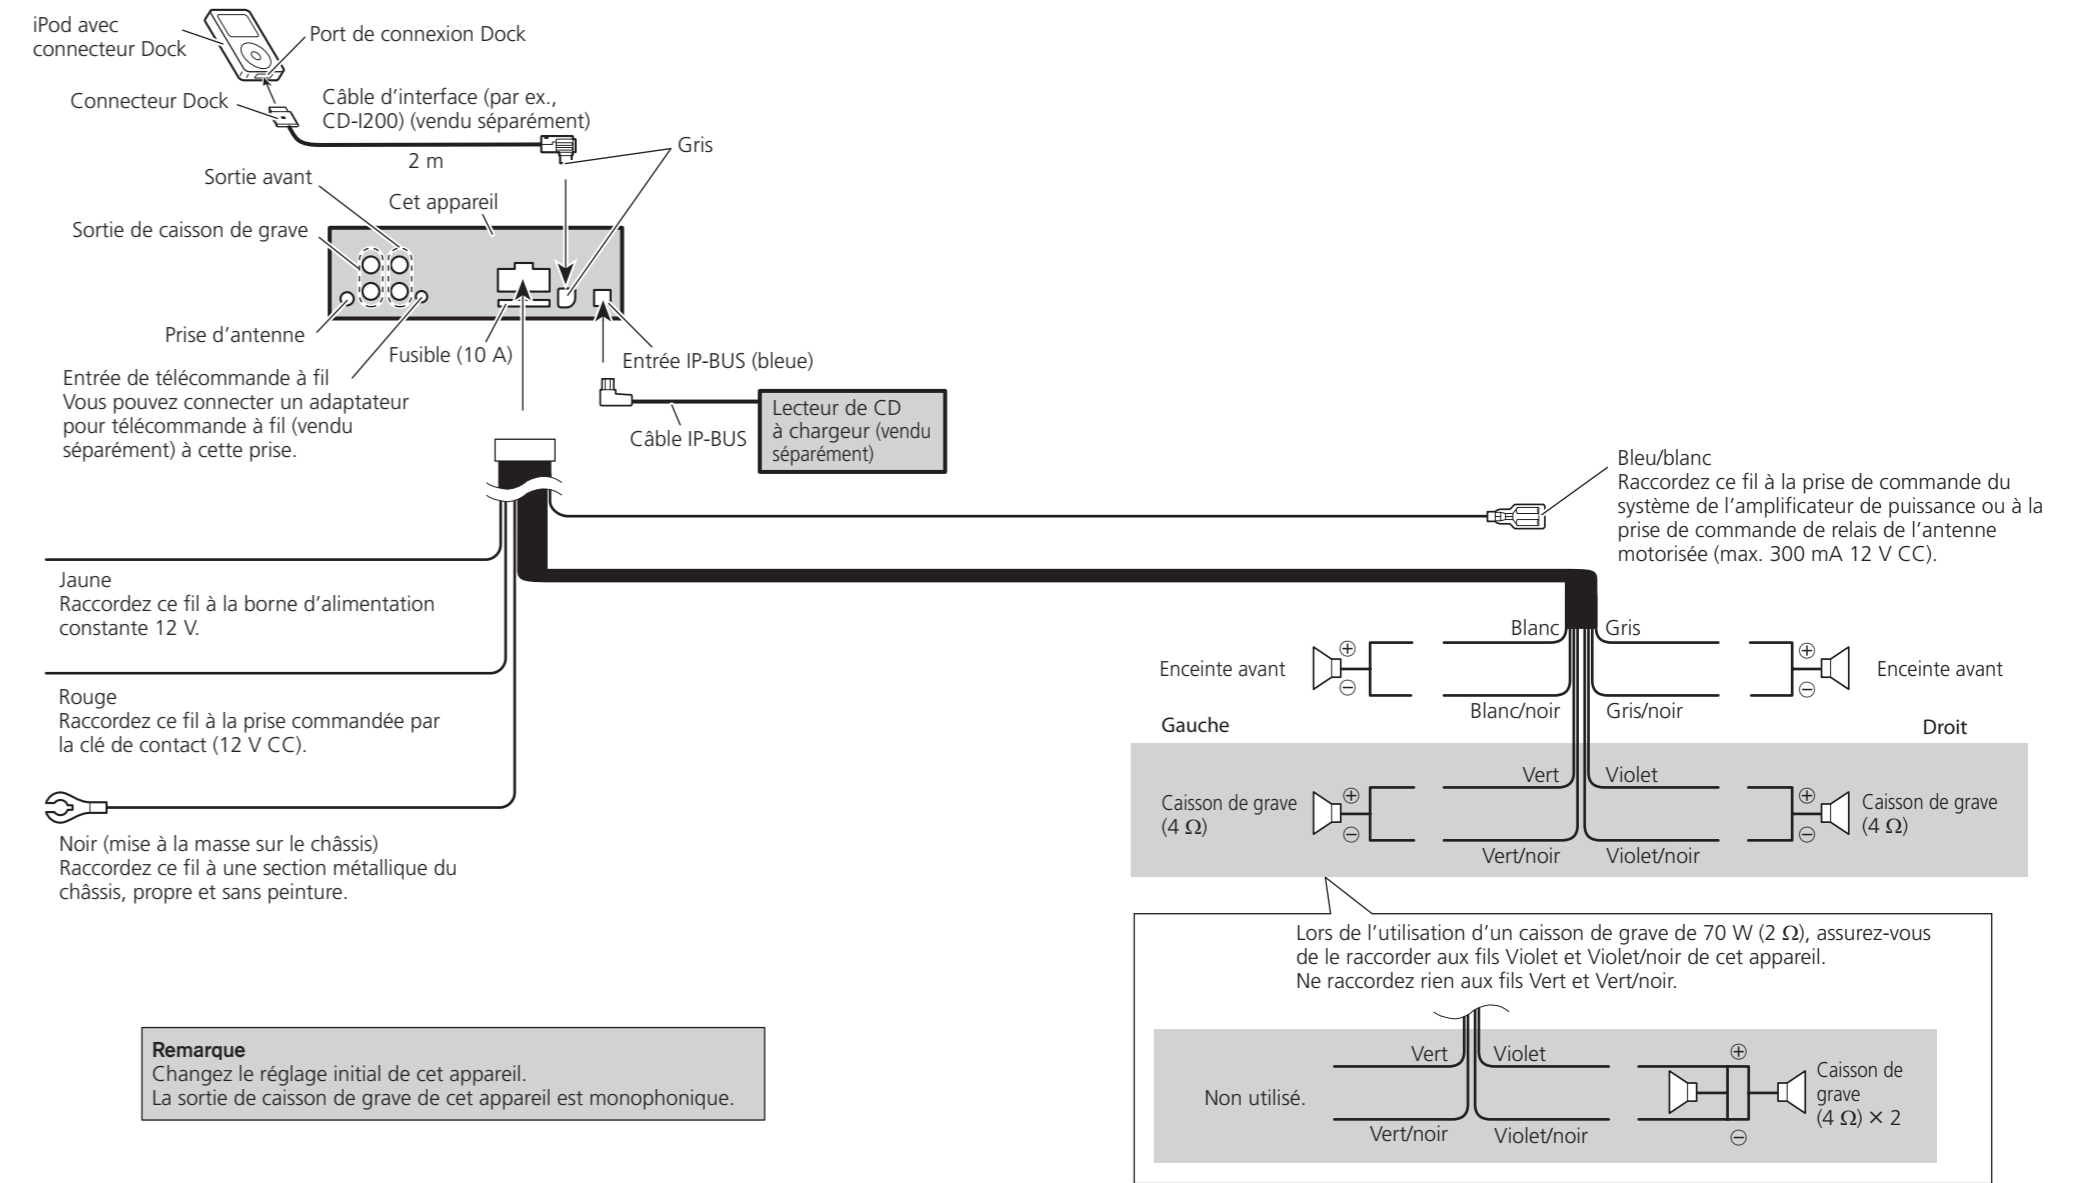 iPod avec
connecteur Dock
Port de connexion Dock
Connecteur Dock
Câble d'interface (par ex.,
CD-I200) (vendu séparément)
2 m
Gris
Sortie avant
Cet appareil
Sortie de caisson de grave
Prise d'antenne
Fusible (10 A)
Entrée IP-BUS (bleue)
Entrée de télécommande à fil
Vous pouvez connecter un adaptateur
pour télécommande à fil (vendu
séparément) à cette prise.
Câble IP-BUS
Lecteur de CD
à chargeur (vendu
séparément)
Bleu/blanc
Raccordez ce fil à la prise de commande du
système de l'amplificateur de puissance ou à la
prise de commande de relais de l'antenne
motorisée (max. 300 mA 12 V CC).
Jaune
Raccordez ce fil à la borne d'alimentation
constante 12 V.
Rouge
Raccordez ce fil à la prise commandée par
la clé de contact (12 V CC).
Noir (mise à la masse sur le châssis)
Raccordez ce fil à une section métallique du
châssis, propre et sans peinture.
Blanc
Gris
Enceinte avant
⊕
⊖
⊕
⊖
Enceinte avant
Blanc/noir
Gris/noir
Gauche
Droit
Vert
Violet
Caisson de grave
(4 Ω)
⊕
⊖
⊕
⊖
Caisson de grave
(4 Ω)
Vert/noir
Violet/noir
Lors de l'utilisation d'un caisson de grave de 70 W (2 Ω), assurez-vous
de le raccorder aux fils Violet et Violet/noir de cet appareil.
Ne raccordez rien aux fils Vert et Vert/noir.
Vert
Violet
⊕
Non utilisé.
Caisson de
grave
(4 Ω) × 2
Vert/noir
Violet/noir
⊖
Remarque
Changez le réglage initial de cet appareil.
La sortie de caisson de grave de cet appareil est monophonique.